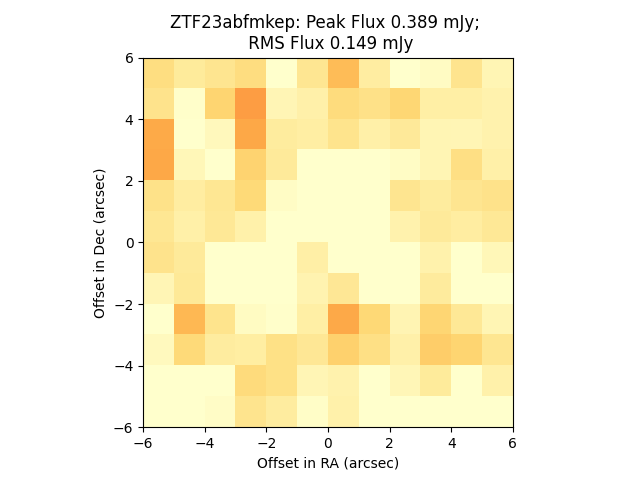 ZTF23abfmkep: Peak Flux 0.389 mJy;
RMS Flux 0.149 mJy
6
4
2
0
−2
−4
−6
Offset in Dec (arcsec)
−6 −4 −2 0 2 4 6
Offset in RA (arcsec)